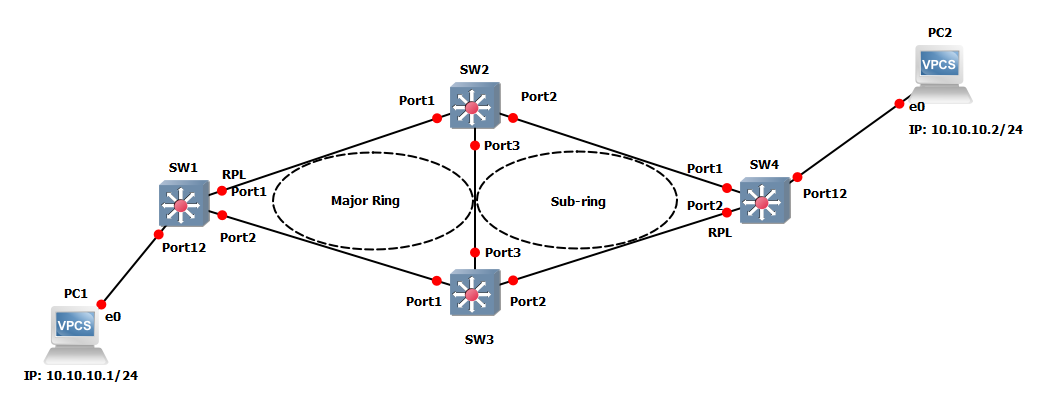 PC2
VPCS
e0
IP: 10.10.10.2/24
SW2
Port1
Port2
Port3
SW1
RPL
Port1
Port2
Port12
Major Ring
Sub-ring
SW4
Port1
Port2
RPL
Port12
Port3
Port1
Port2
SW3
PC1
VPCS
e0
IP: 10.10.10.1/24